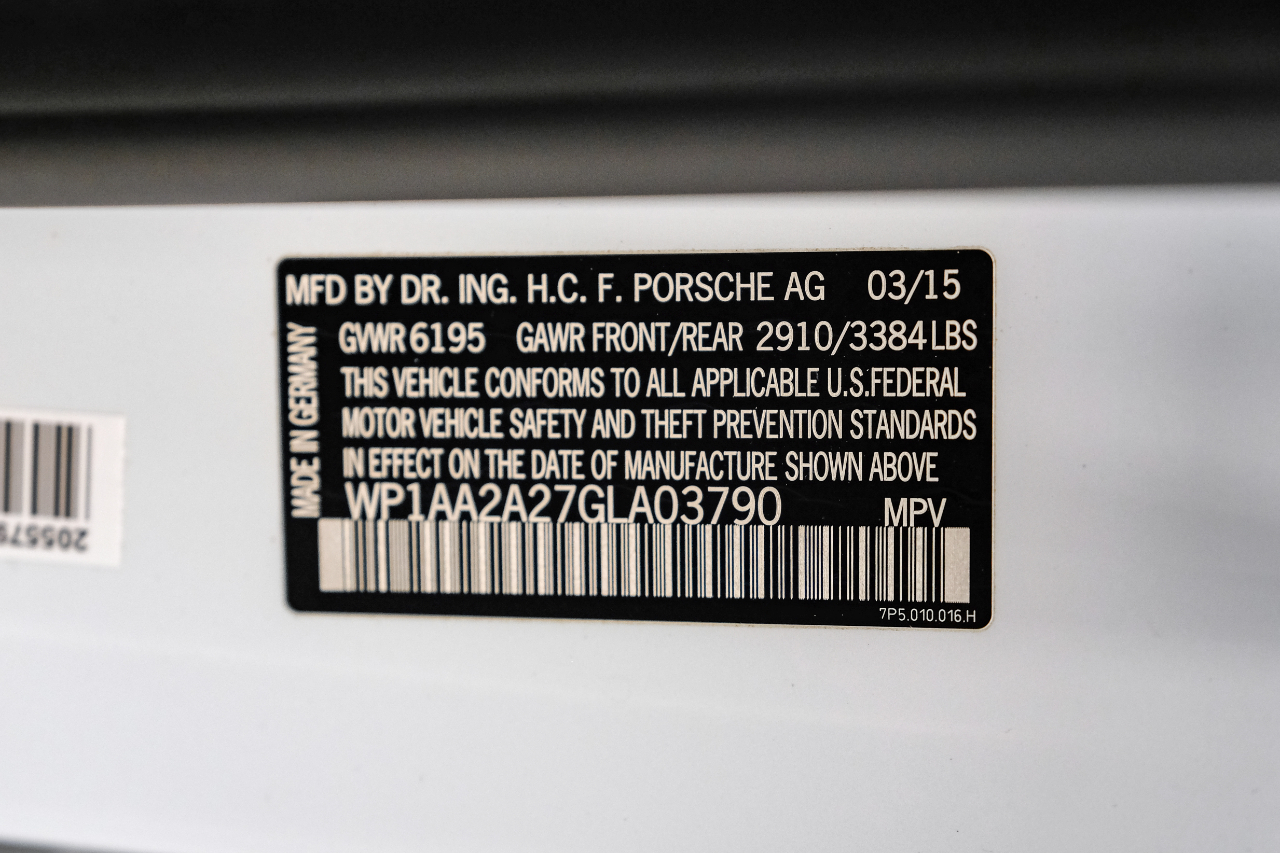 MFD BY DR. ING. H.C. F. PORSCHE AG 03/15
MADE IN GERMANY
GVWR 6195 GAWR FRONT/REAR 2910/3384 LBS
THIS VEHICLE CONFORMS TO ALL APPLICABLE U.S.FEDERAL
MOTOR VEHICLE SAFETY AND THEFT PREVENTION STANDARDS
IN EFFECT ON THE DATE OF MANUFACTURE SHOWN ABOVE
WP1AA2A27GLA03790 MPV
7P5.010.016.H